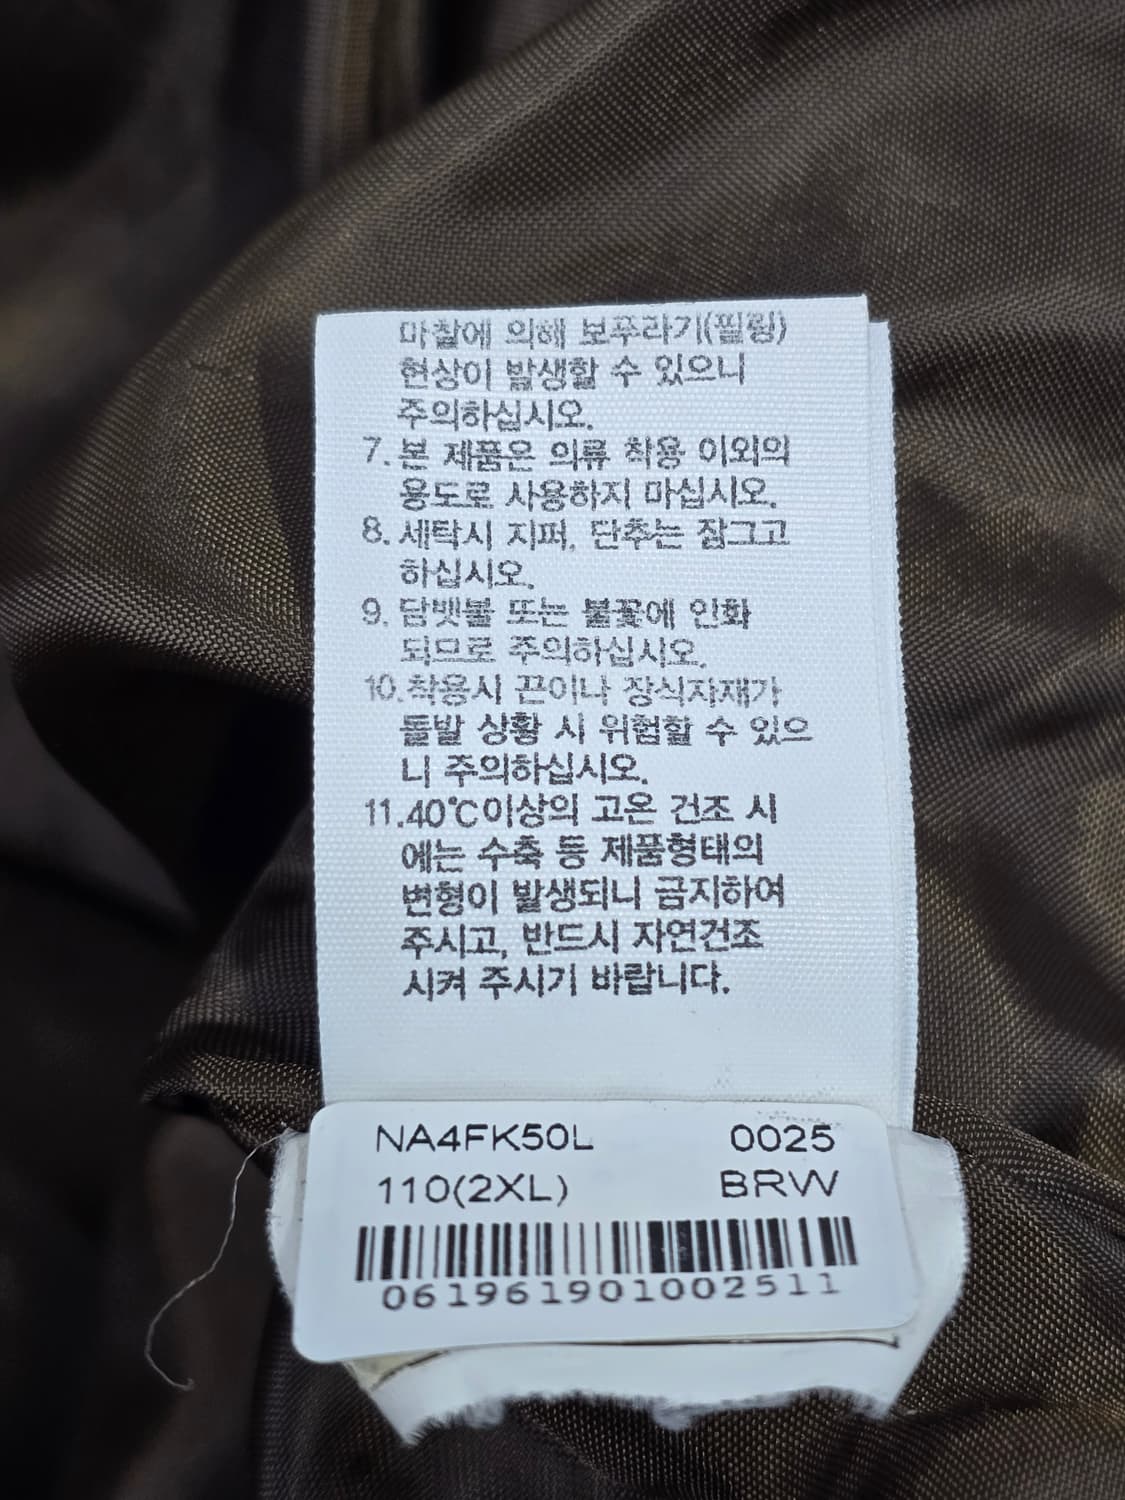 마찰에 의해 보푸라기(필링)
현상이 발생할 수 있으니
주의하십시오.
7. 본 제품은 의류 착용 이외의
용도로 사용하지 마십시오.
8. 세탁시 지퍼, 단추는 잠그고
하십시오.
9. 담뱃불 또는 불꽃에 인화
되므로 주의하십시오.
10.착용시 끈이나 장식자재가
돌발 상황 시 위험할 수 있으
니 주의하십시오.
11.40℃이상의 고온 건조 시
에는 수축 등 제품형태의
변형이 발생되니 금지하여
주시고, 반드시 자연건조
시켜 주시기 바랍니다.
NA4FK50L 0025
110(2XL) BRW
061961901002511